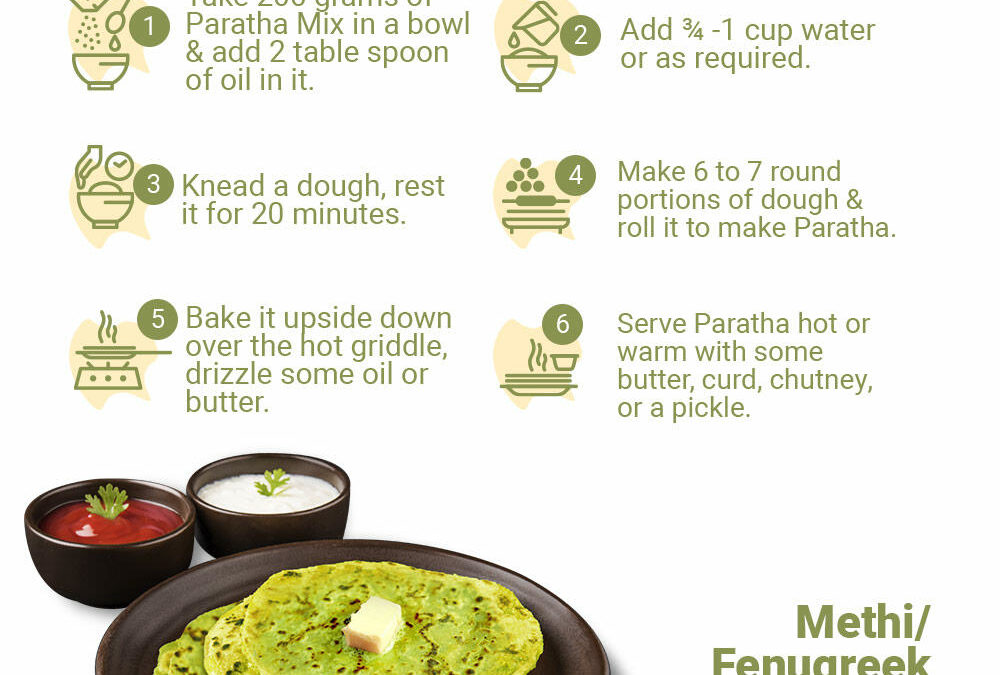 1
Take 200 grams of
Paratha Mix in a bowl
& add 2 table spoon
of oil in it.
2
Add ¾ -1 cup water
or as required.
3
Knead a dough, rest
it for 20 minutes.
4
Make 6 to 7 round
portions of dough &
roll it to make Paratha.
5
Bake it upside down
over the hot griddle,
drizzle some oil or
butter.
6
Serve Paratha hot or
warm with some
butter, curd, chutney,
or a pickle.
Methi/
Fenugreek